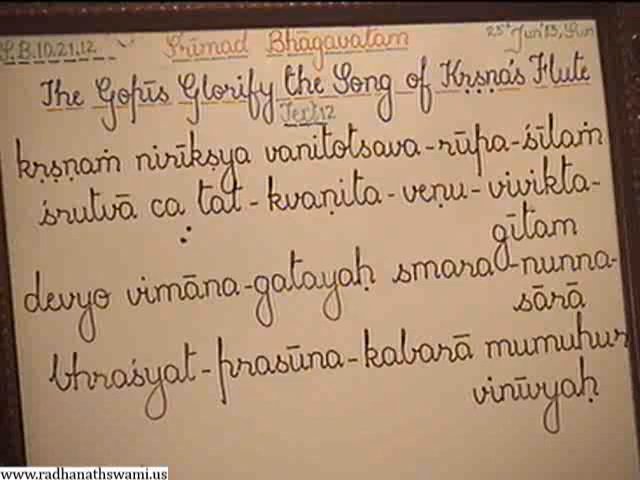 S.B.10.21.12
Śrīmad Bhāgavatam
23rd Jun'13, Sun
The Gopīs Glorify the Song of Kṛṣṇa's Flute
Text 12
kṛṣṇaṁ nirīkṣya vanitotsava-rūpa-śīlaṁ
śrutvā ca tat-kvaṇita-veṇu-vivikta-
gītam
devyo vimāna-gatayaḥ smara-nunna-
sārā
bhraśyat-prasūna-kabarā mumuhur
vinīvyaḥ
www.radhanathswami.us